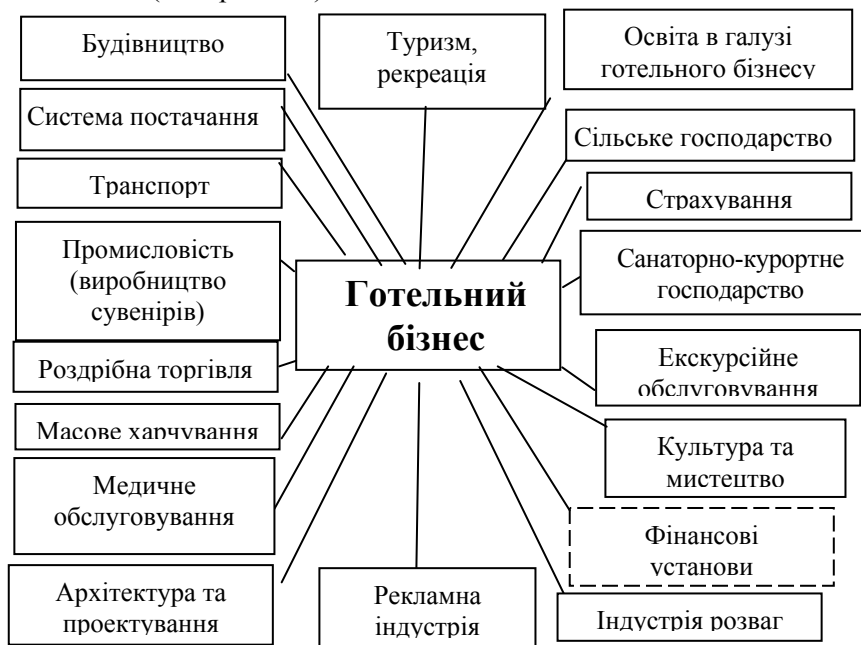 Будівництво
Туризм,
рекреація
Освіта в галузі
готельного бізнесу
Система постачання
Сільське господарство
Транспорт
Страхування
Промисловість
(виробництво
сувенірів)
Готельний
бізнес
Санаторно-курортне
господарство
Роздрібна торгівля
Екскурсійне
обслуговування
Масове харчування
Культура та
мистецтво
Медичне
обслуговування
Фінансові
установи
Архітектура та
проектування
Рекламна
індустрія
Індустрія розваг